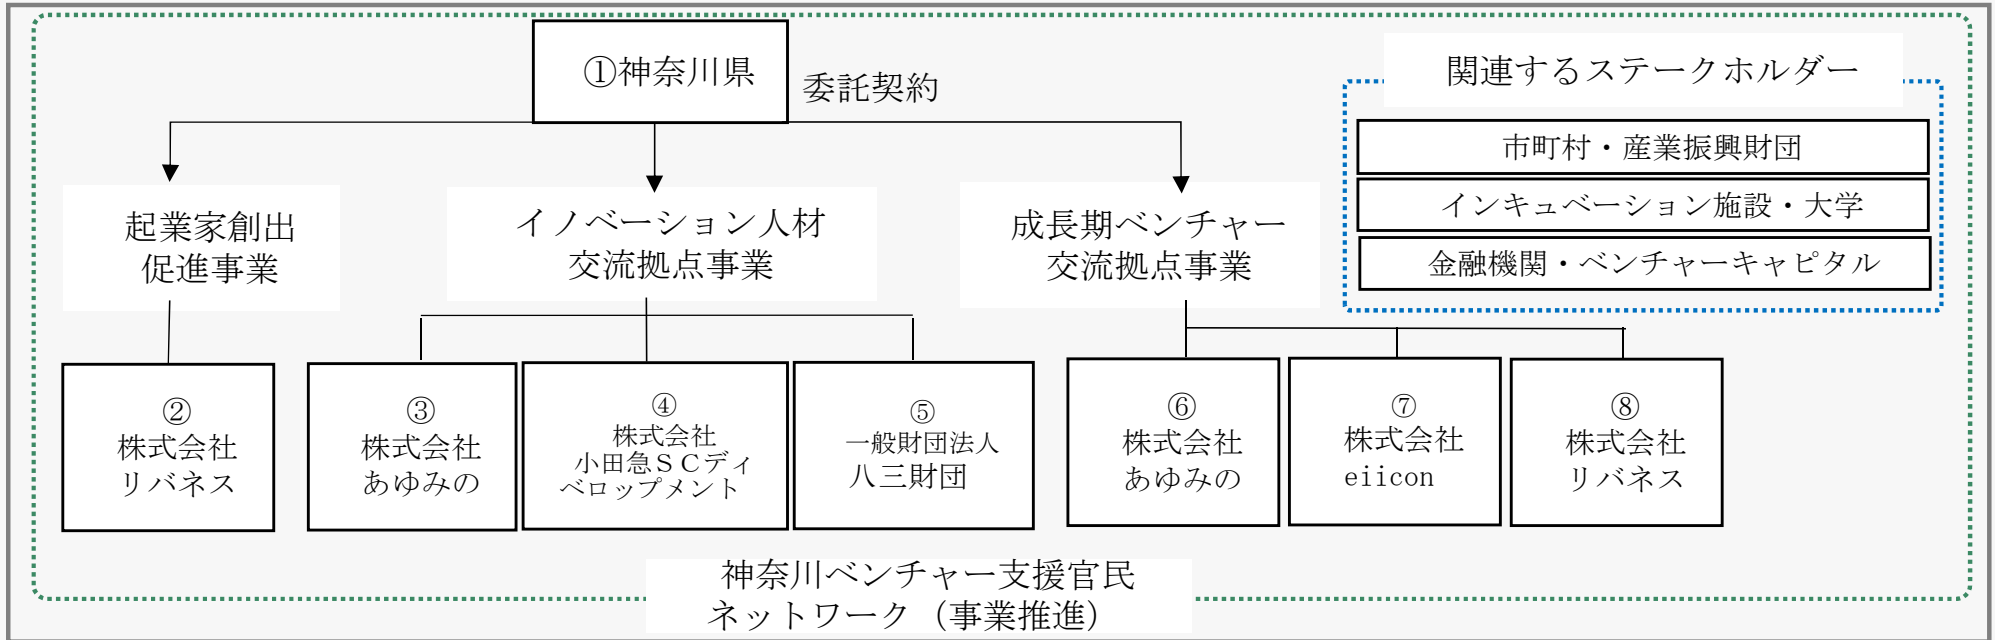 ①神奈川県
委託契約
関連するステークホルダー
市町村・産業振興財団
インキュベーション施設・大学
金融機関・ベンチャーキャピタル
起業家創出
促進事業
イノベーション人材
交流拠点事業
成長期ベンチャー
交流拠点事業
②
株式会社
リバネス
③
株式会社
あゆみの
④
株式会社
小田急ＳＣディ
ベロップメント
⑤
一般財団法人
八三財団
⑥
株式会社
あゆみの
⑦
株式会社
eiicon
⑧
株式会社
リバネス
神奈川ベンチャー支援官民
ネットワーク（事業推進）